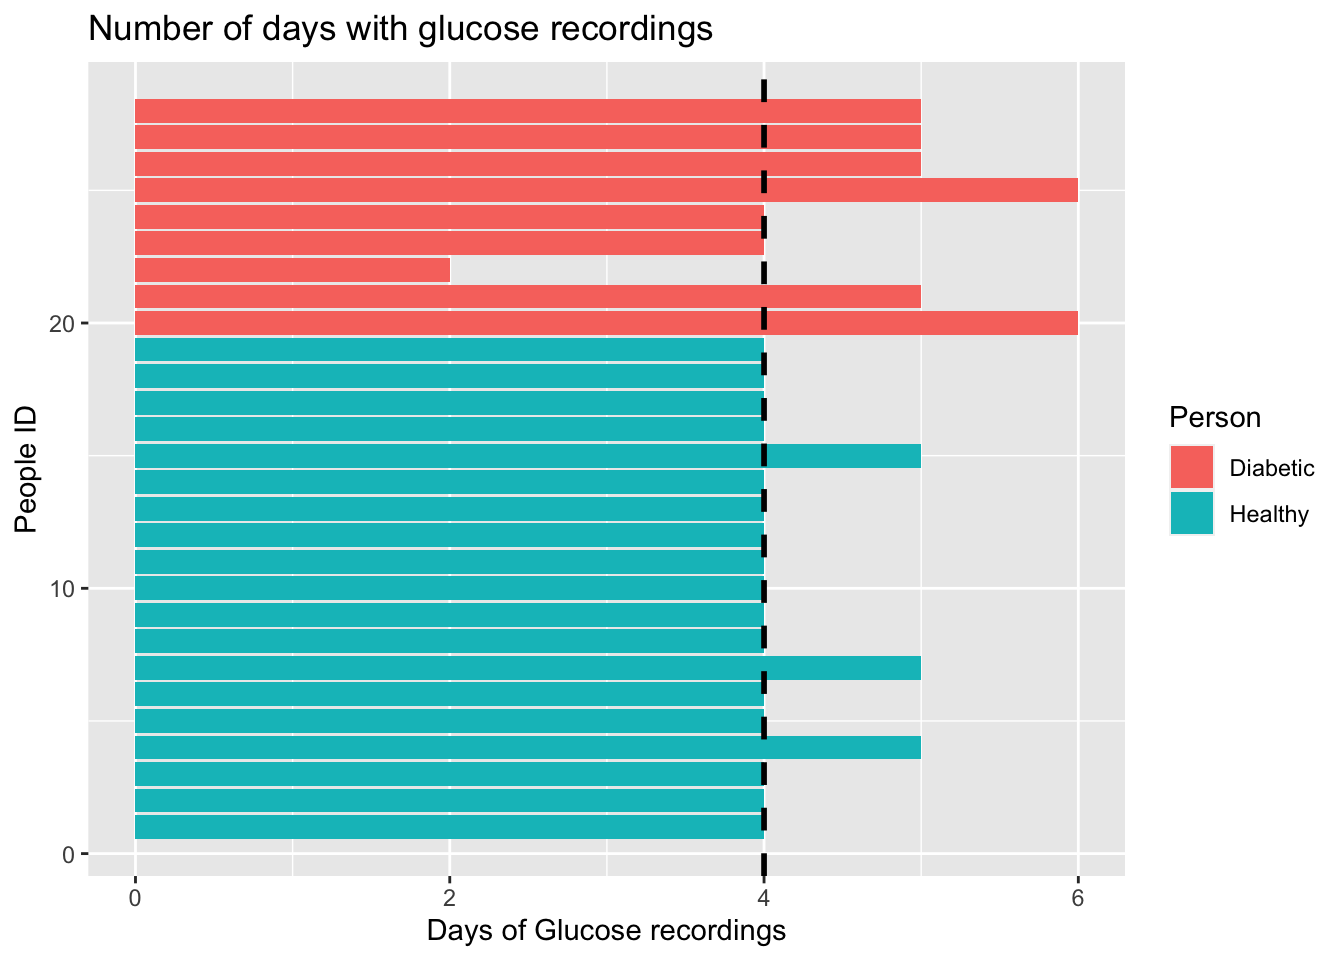 Number of days with glucose recordings
People ID
20
10
0
0 2 4 6
Days of Glucose recordings
Person
Diabetic
Healthy